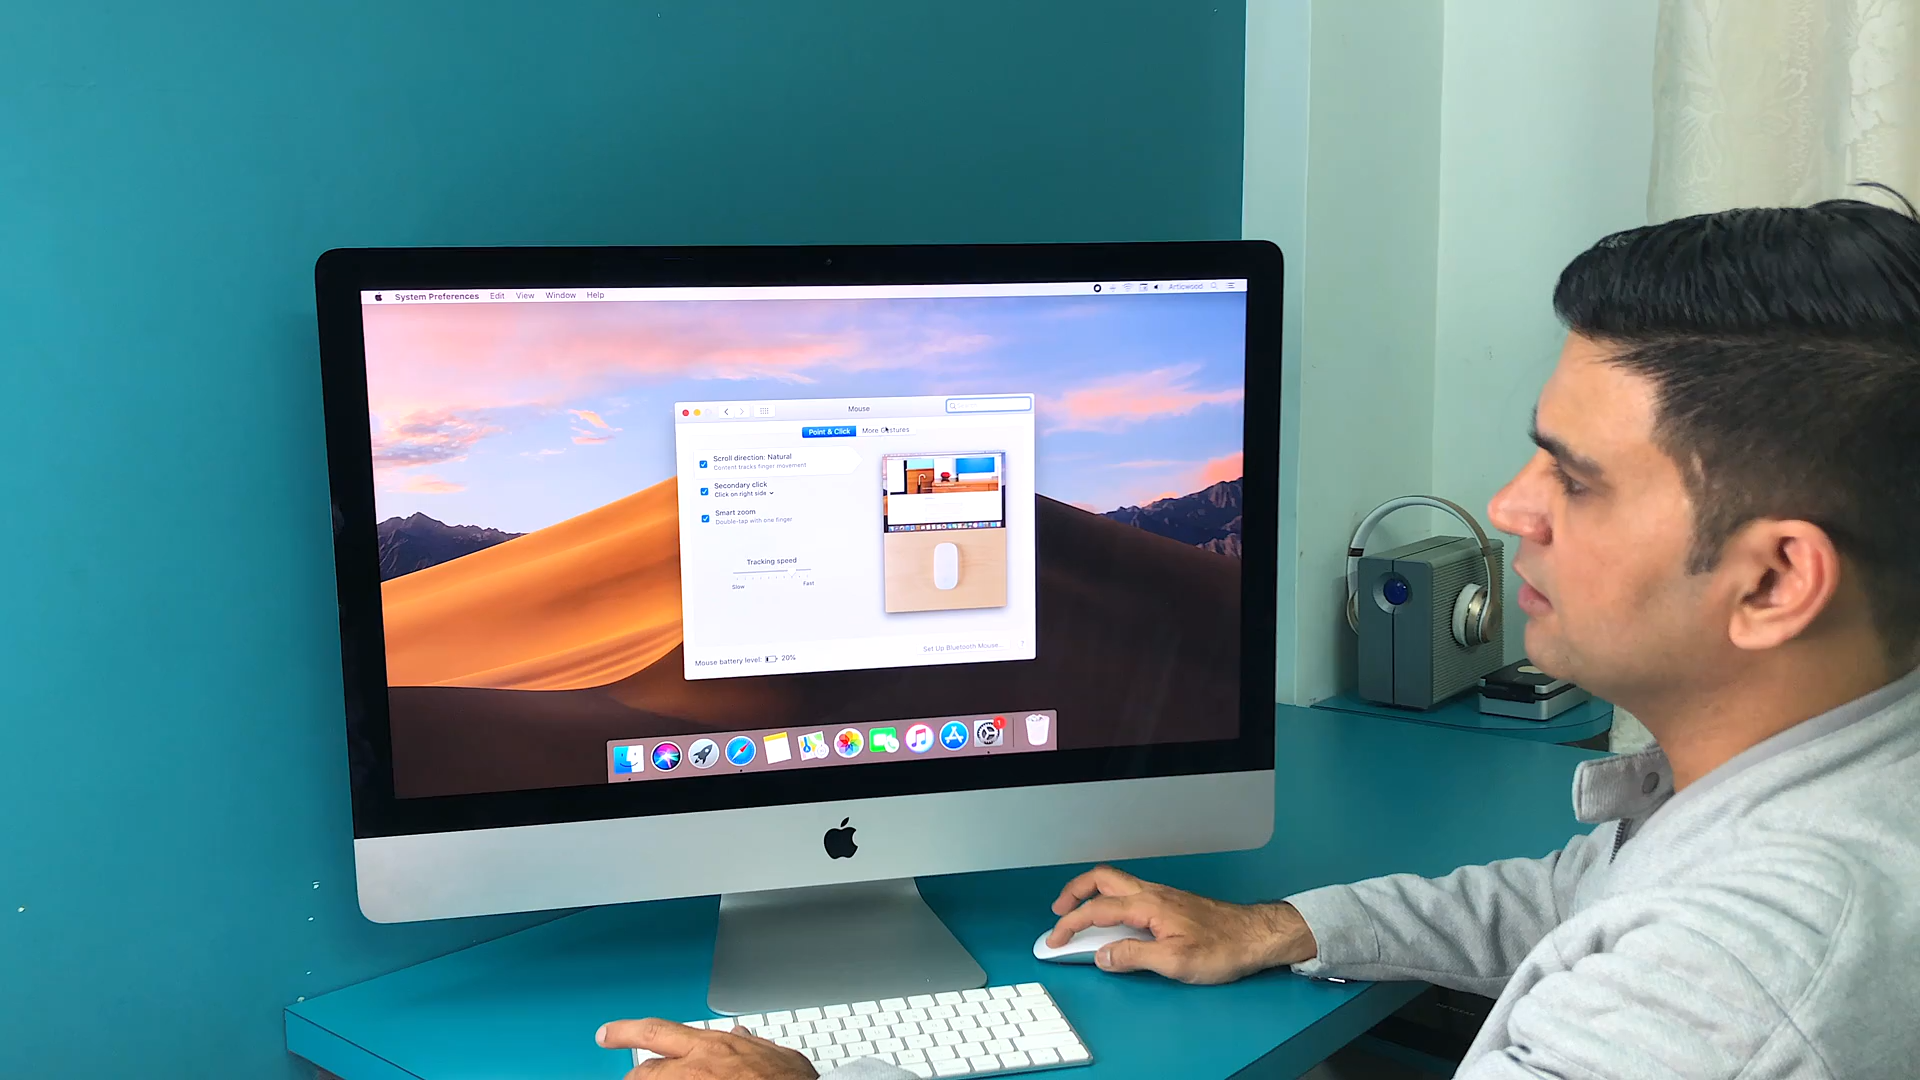 System Preferences Edit View Window Help
Articwood
Mouse
Point & Click More Gestures
Scroll direction: Natural
Content tracks finger movement
Secondary click
Click on right side
Smart zoom
Double-tap with one finger
Tracking speed
Slow Fast
Mouse battery level: 20%
Set Up Bluetooth Mouse...
?
1